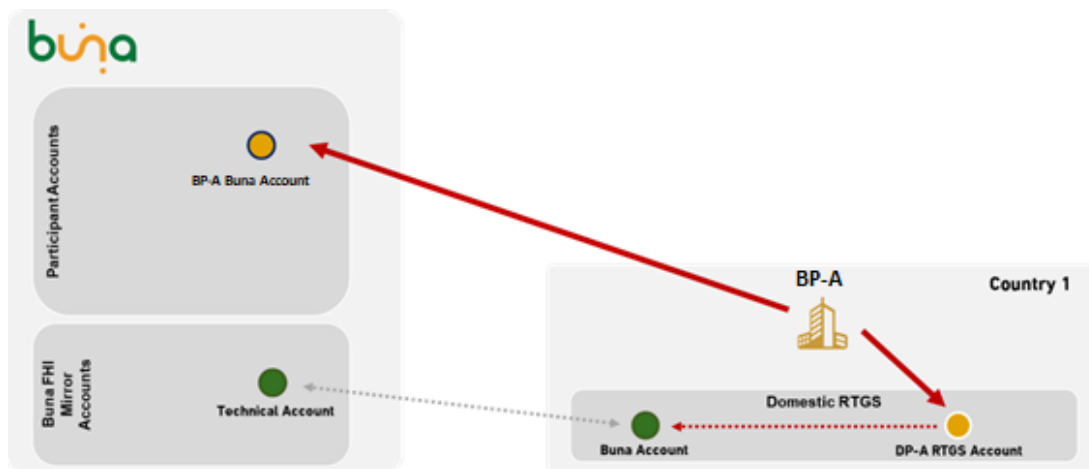 buna
Participant Accounts
BP-A Buna Account
Buna FHI
Mirror
Accounts
Technical Account
BP-A
Country 1
Domestic RTGS
Buna Account
DP-A RTGS Account